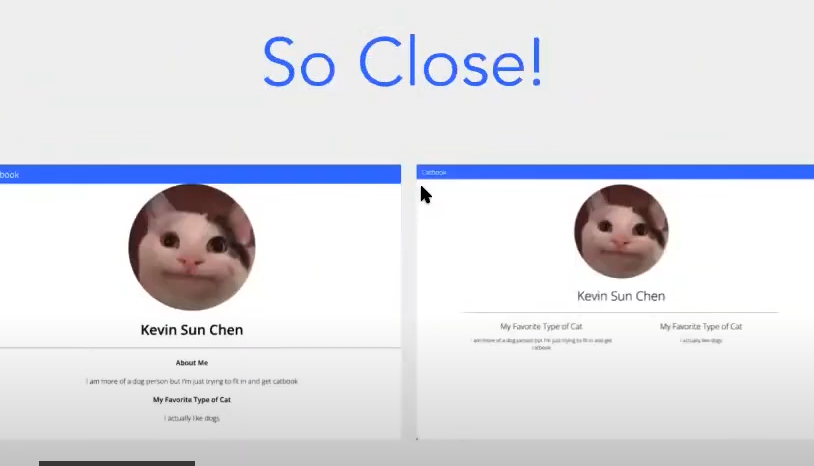 So Close!
book
Kevin Sun Chen
About Me
I am more of a dog person but I'm just trying to fit in and get catbook
My Favorite Type of Cat
I actually like dogs
Catbook
Kevin Sun Chen
My Favorite Type of Cat
I am more of a dog person but I'm just trying to fit in and get
catbook
My Favorite Type of Cat
I actually like dogs